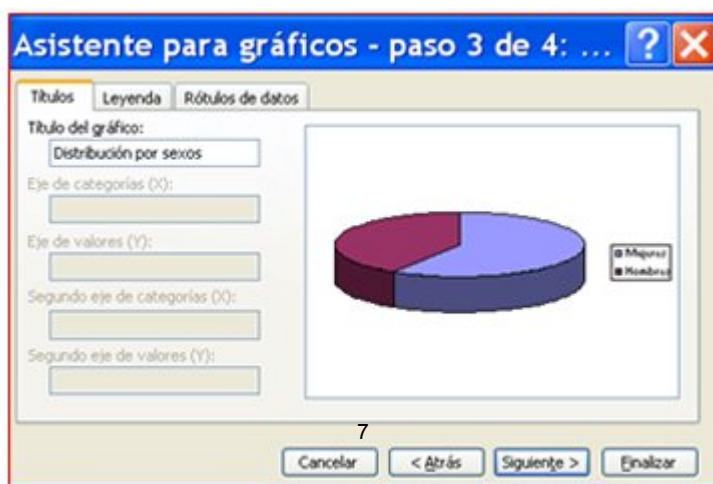 Asistente para gráficos - paso 3 de 4: ...
Títulos Leyenda Rótulos de datos
Título del gráfico:
Distribución por sexos
Eje de categorías (X):
Eje de valores (Y):
Segundo eje de categorías (X):
Segundo eje de valores (Y):
Mujeres
Hombres
7
Cancelar < Atrás Siguiente > Finalizar